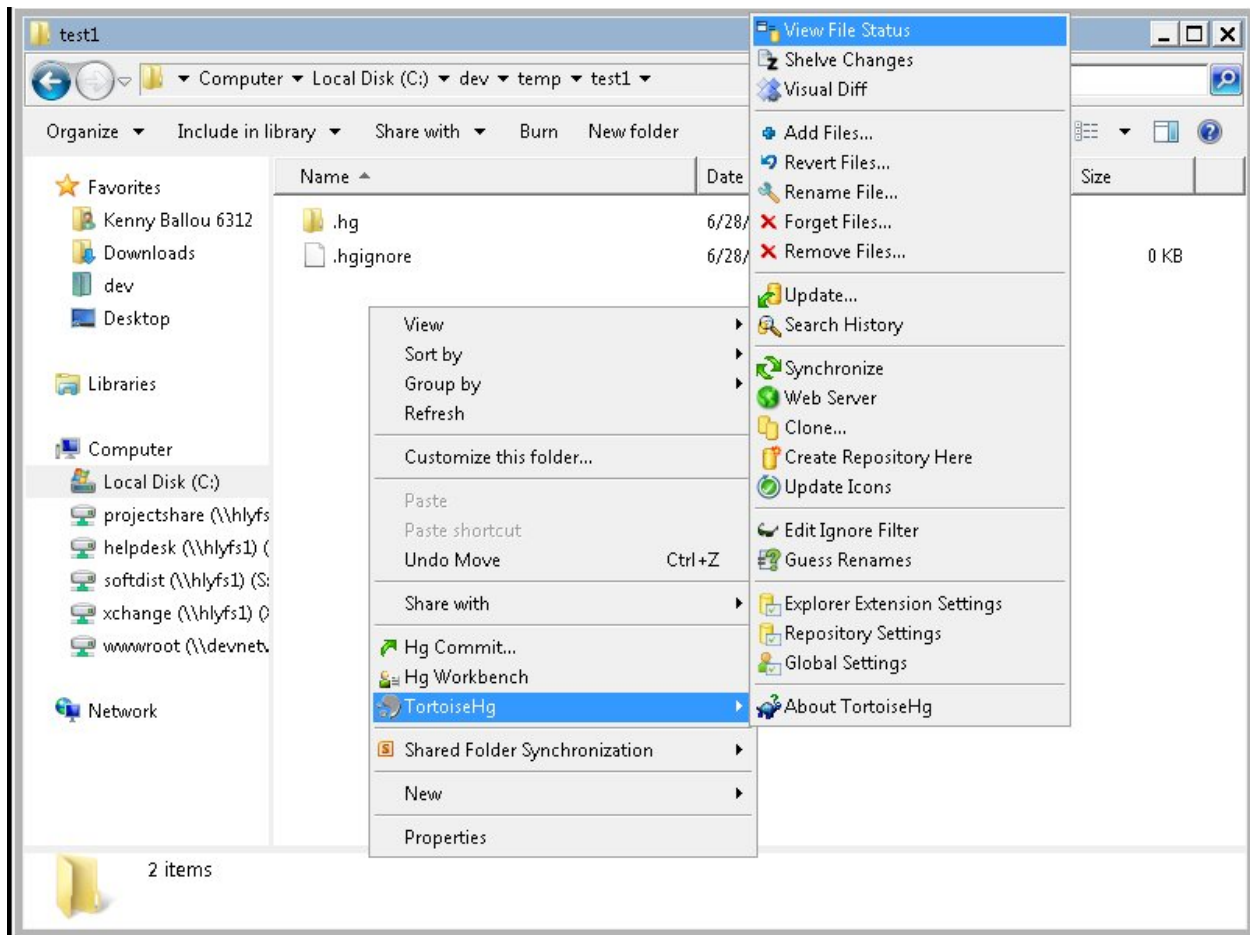 test1
Computer Local Disk (C:) dev temp test1
Organize Include in library Share with Burn New folder
Name Date Size
Favorites
Kenny Ballou 6312
Downloads
dev
Desktop
Libraries
Computer
Local Disk (C:)
projectshare (\\hlyfs
helpdesk (\\hlyfs1) (
softdist (\\hlyfs1) (S:
xchange (\\hlyfs1) (
wwwroot (\\devnet
Network
.hg 6/28/
.hgignore 6/28/ 0 KB
View
Sort by
Group by
Refresh
Customize this folder...
Paste
Paste shortcut
Undo Move Ctrl+Z
Share with
Hg Commit...
Hg Workbench
TortoiseHg
Shared Folder Synchronization
New
Properties
View File Status
Shelve Changes
Visual Diff
Add Files...
Revert Files...
Rename File...
Forget Files...
Remove Files...
Update...
Search History
Synchronize
Web Server
Clone...
Create Repository Here
Update Icons
Edit Ignore Filter
Guess Renames
Explorer Extension Settings
Repository Settings
Global Settings
About TortoiseHg
2 items